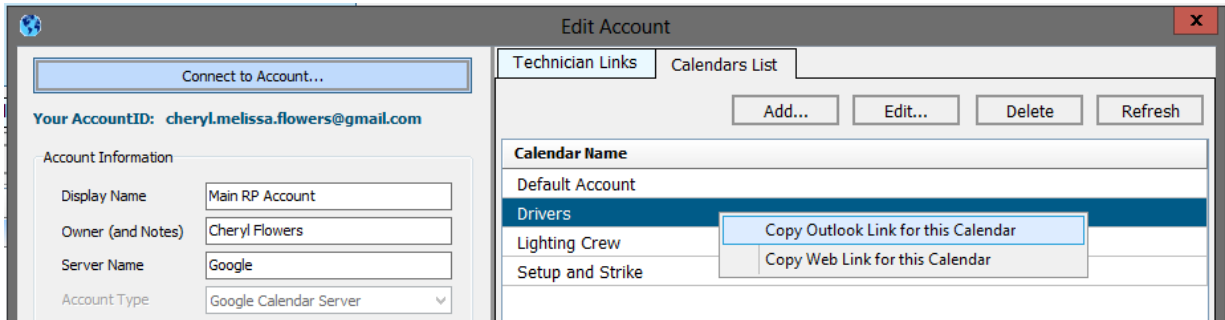 Edit Account
x
Connect to Account...
Your AccountID: cheryl.melissa.flowers@gmail.com
Account Information
Display Name Main RP Account
Owner (and Notes) Cheryl Flowers
Server Name Google
Account Type Google Calendar Server
Technician Links Calendars List
Add... Edit... Delete Refresh
Calendar Name
Default Account
Drivers
Lighting Crew
Setup and Strike
Copy Outlook Link for this Calendar
Copy Web Link for this Calendar